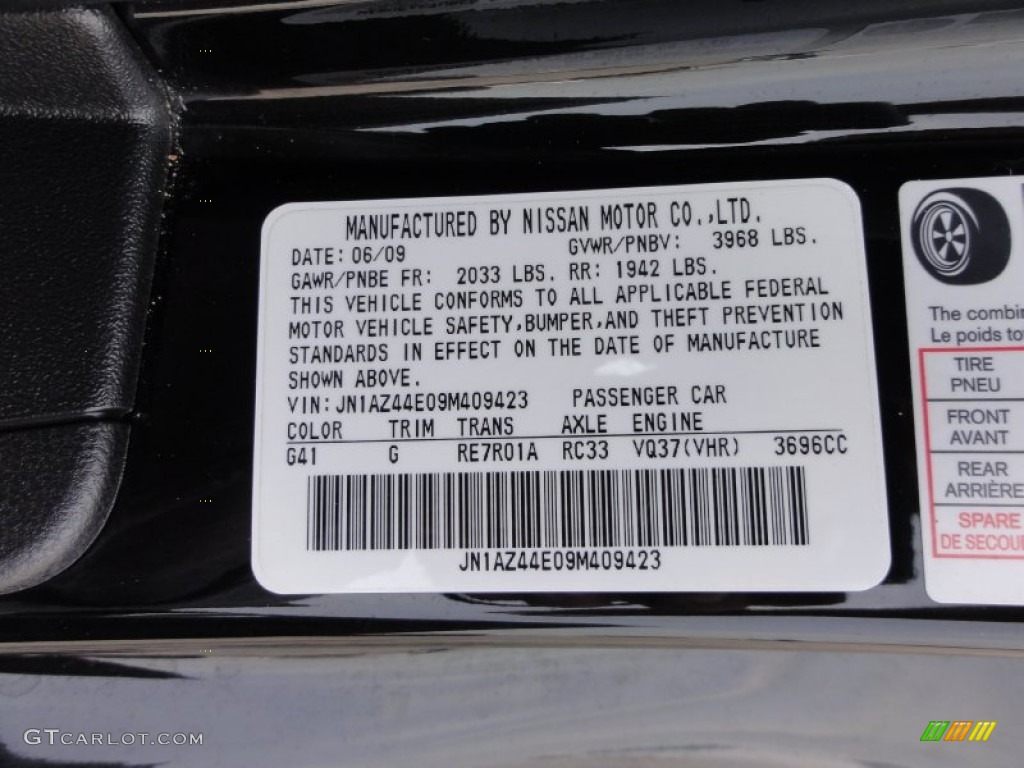 MANUFACTURED BY NISSAN MOTOR CO.,LTD.
DATE: 06/09 GVWR/PNBV: 3968 LBS.
GAWR/PNBE FR: 2033 LBS. RR: 1942 LBS.
THIS VEHICLE CONFORMS TO ALL APPLICABLE FEDERAL
MOTOR VEHICLE SAFETY,BUMPER,AND THEFT PREVENTION
STANDARDS IN EFFECT ON THE DATE OF MANUFACTURE
SHOWN ABOVE.
VIN:JN1AZ44E09M409423 PASSENGER CAR
COLOR TRIM TRANS AXLE ENGINE
G41 G RE7R01A RC33 VQ37(VHR) 3696CC
JN1AZ44E09M409423
The combin
Le poids to
TIRE
PNEU
FRONT
AVANT
REAR
ARRIÈRE
SPARE
DE SECOU
GTCARLOT.COM